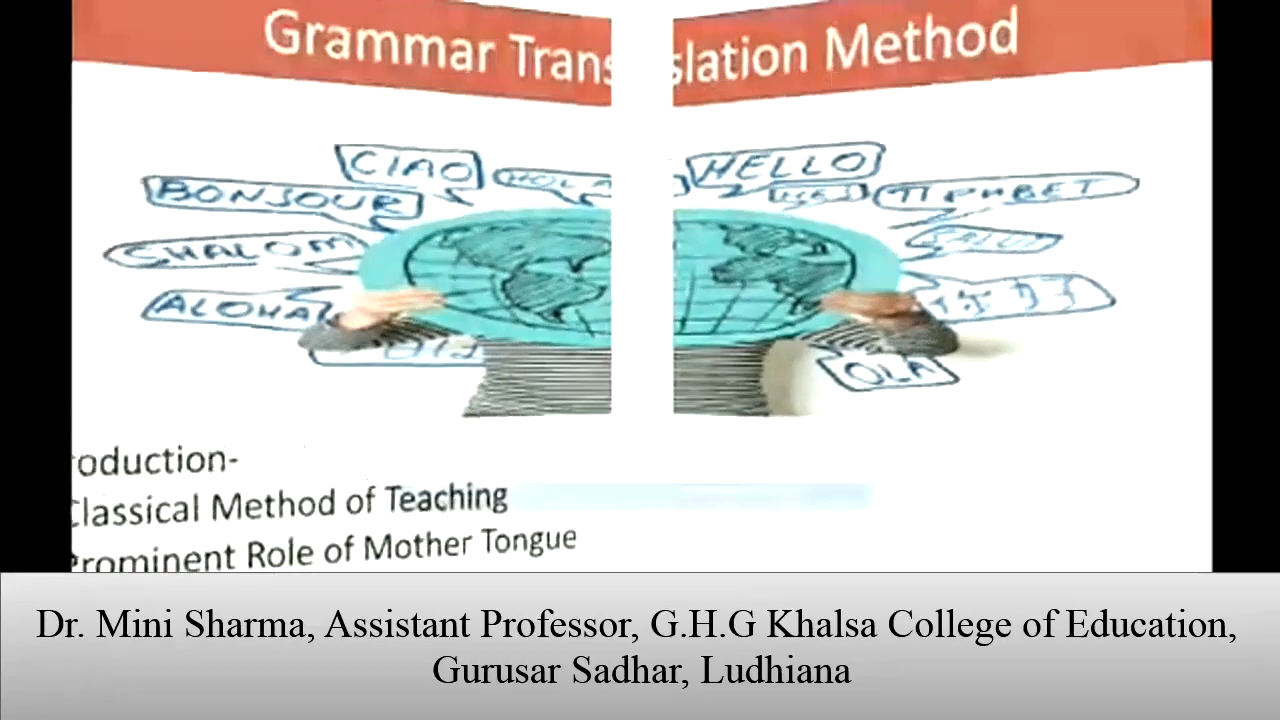 Grammar Trans slation Method
CIAO
HOLA
HELLO
BONJOUR
SHALOM
ALOHA
OLA
roduction-
Classical Method of Teaching
Prominent Role of Mother Tongue
Dr. Mini Sharma, Assistant Professor, G.H.G Khalsa College of Education,
Gurusar Sadhar, Ludhiana